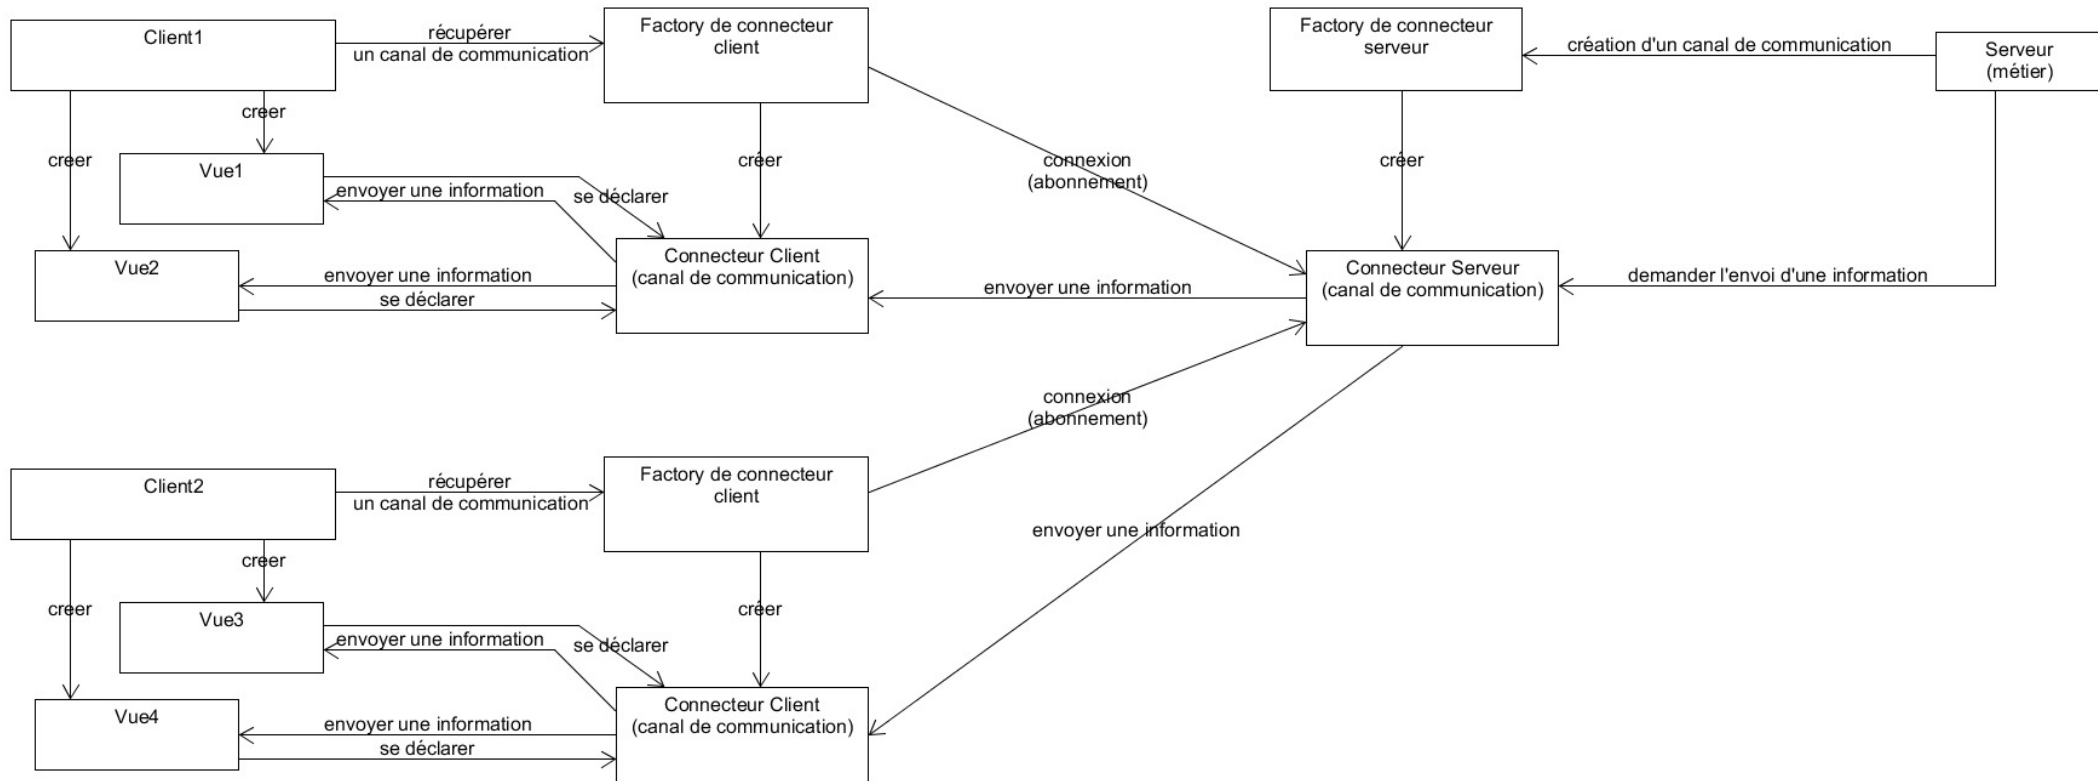 Client1
récupérer
un canal de communication
Factory de connecteur
client
Factory de connecteur
serveur
création d'un canal de communication
Serveur
(métier)
creer
creer
Vue1
envoyer une information
se déclarer
créer
connexion
(abonnement)
créer
Vue2
envoyer une information
se déclarer
Connecteur Client
(canal de communication)
envoyer une information
Connecteur Serveur
(canal de communication)
demander l'envoi d'une information
connexion
(abonnement)
Client2
récupérer
un canal de communication
Factory de connecteur
client
envoyer une information
creer
creer
Vue3
envoyer une information
se déclarer
créer
Vue4
envoyer une information
se déclarer
Connecteur Client
(canal de communication)